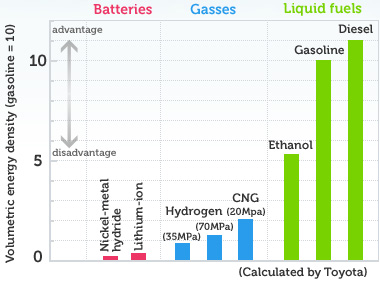 Batteries
Gasses
Liquid fuels
advantage
Diesel
Gasoline
10
Volumetric energy density (gasoline = 10)
Ethanol
disadvantage
5
Nickel-metal
hydride
Lithium-ion
CNG
Hydrogen (20Mpa)
(70MPa)
(35MPa)
0
(Calculated by Toyota)